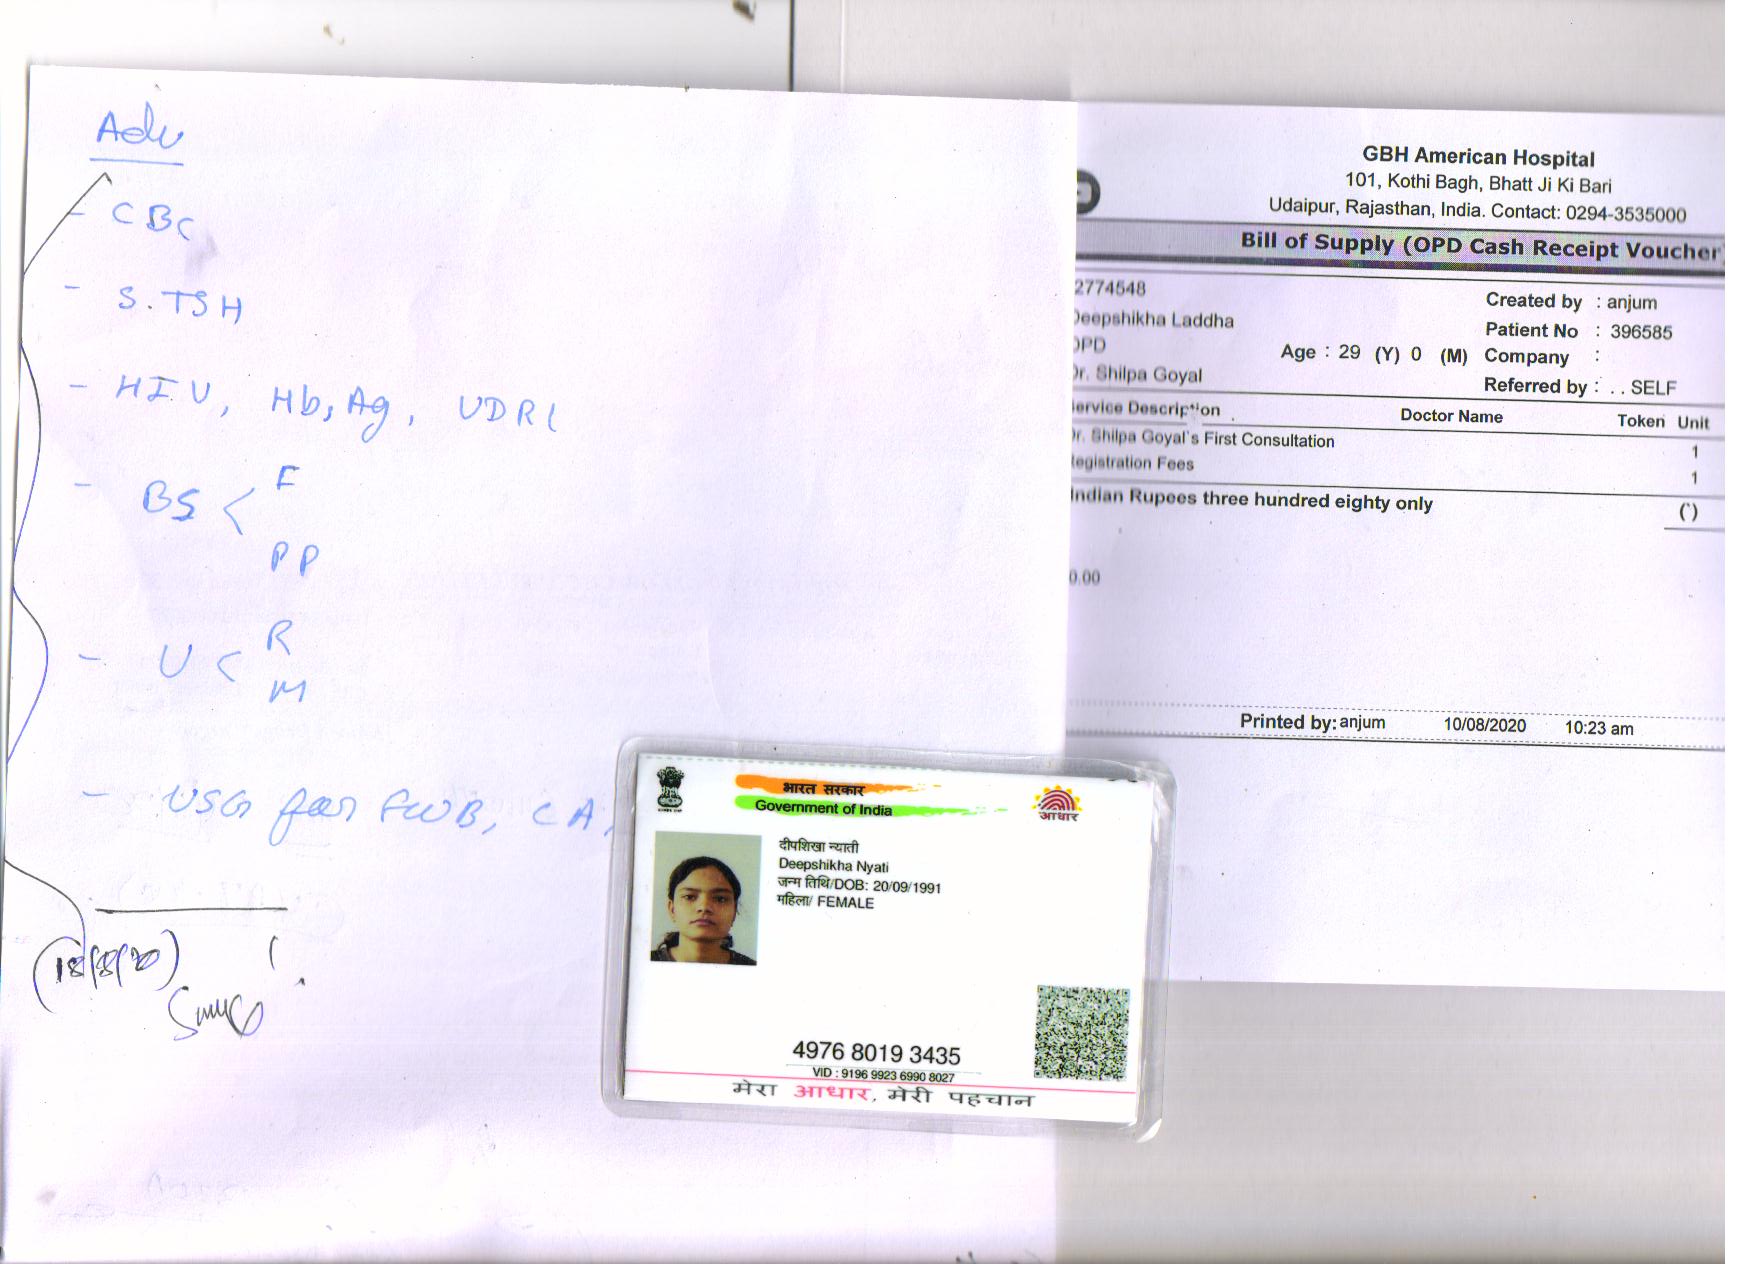 Adv
- CBC
- S.TSH
- HIV, HbsAg, VDRL
- BS < F
PP
- U < R
M
- USG for FWB, CA,
(18/8/20)
GBH American Hospital
101, Kothi Bagh, Bhatt Ji Ki Bari
Udaipur, Rajasthan, India. Contact: 0294-3535000
Bill of Supply (OPD Cash Receipt Voucher)
2774548
Created by : anjum
Deepshikha Laddha
Patient No : 396585
OPD
Age : 29 (Y) 0 (M) Company :
Dr. Shilpa Goyal
Referred by : . . SELF
Service Description Doctor Name Token Unit
Dr. Shilpa Goyal's First Consultation 1
Registration Fees 1
Indian Rupees three hundred eighty only (`)
0.00
Printed by: anjum 10/08/2020 10:23 am
भारत सरकार
Government of India
आधार
दीपशिखा न्याती
Deepshikha Nyati
जन्म तिथि/DOB: 20/09/1991
महिला/ FEMALE
4976 8019 3435
VID : 9196 9923 6990 8027
मेरा आधार, मेरी पहचान